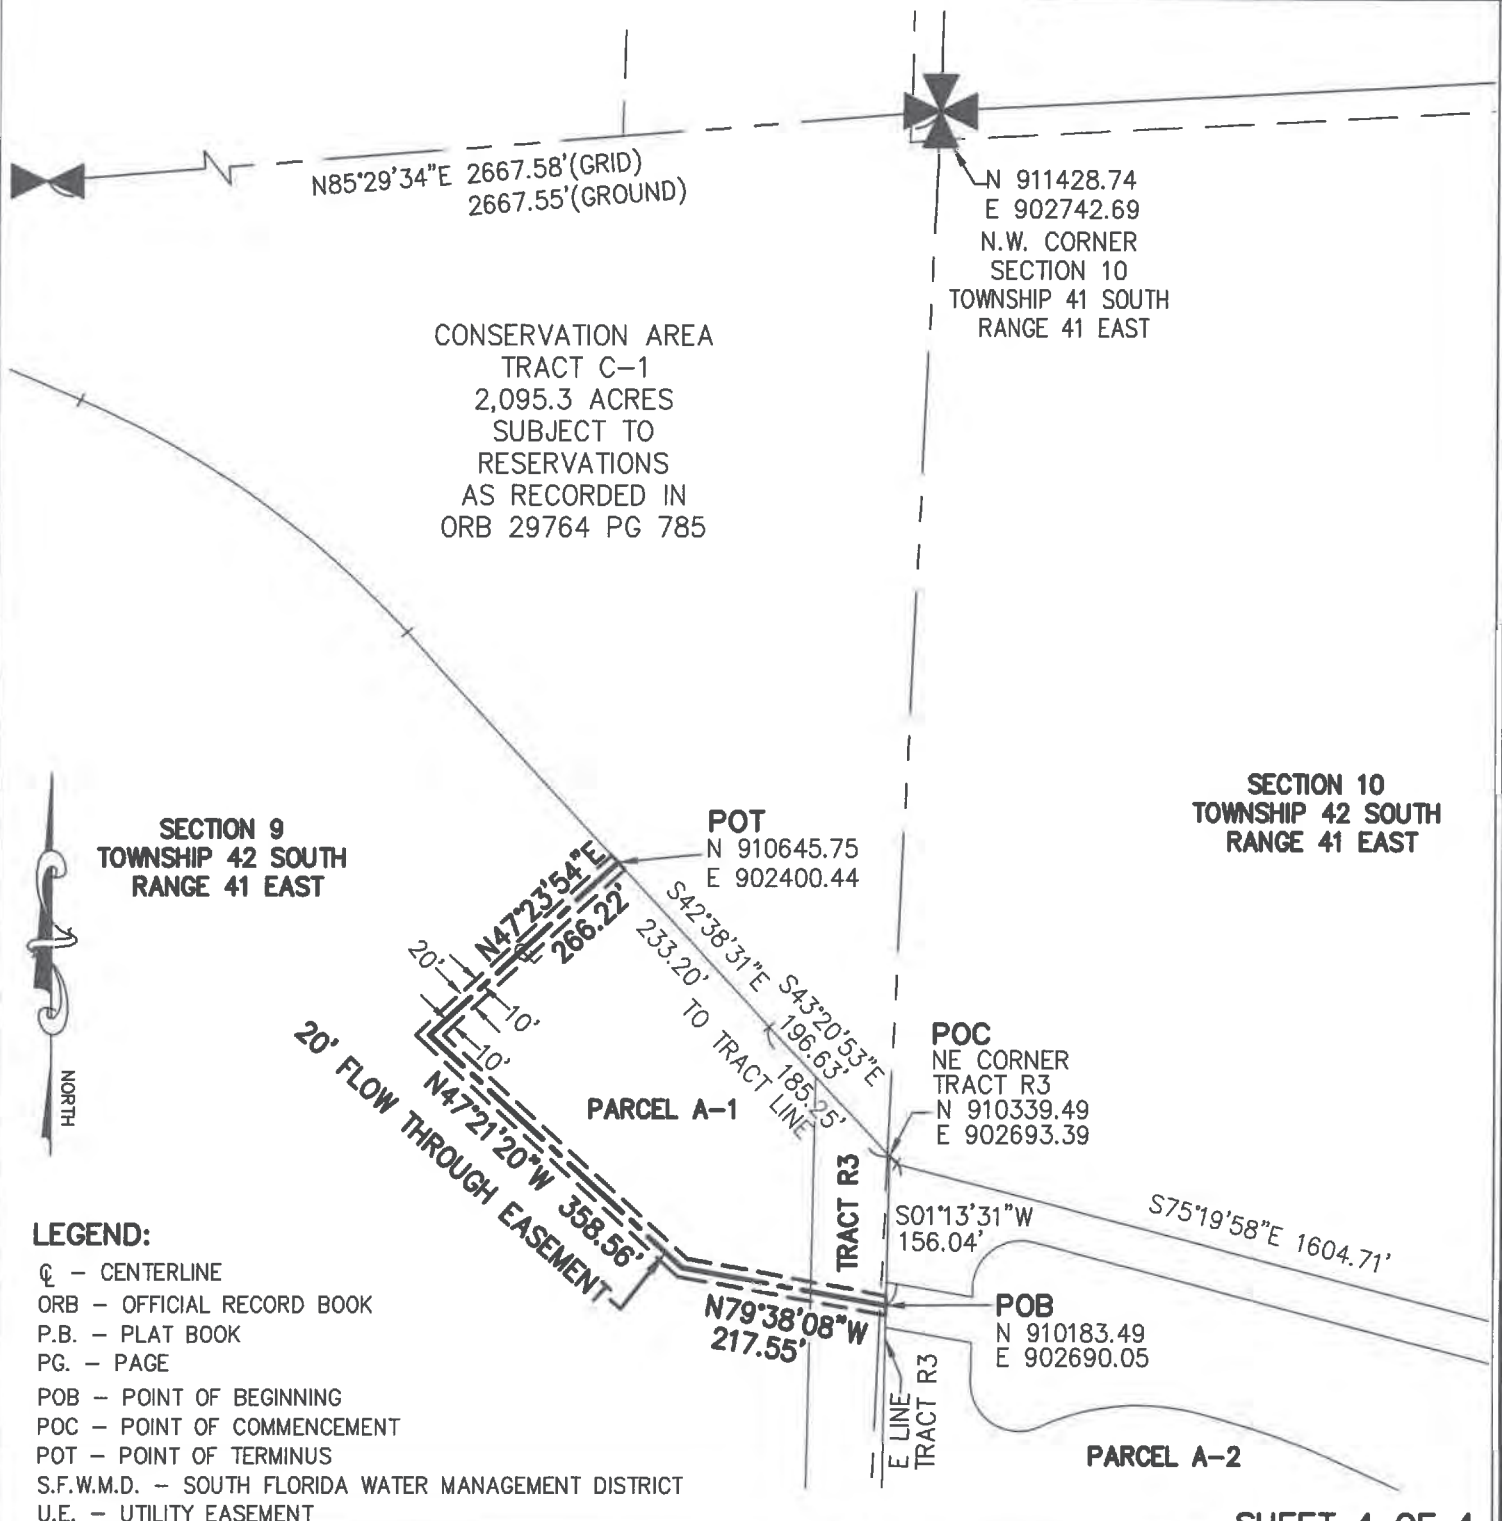 N85°29'34"E 2667.58'(GRID)
2667.55'(GROUND)
N 911428.74
E 902742.69
N.W. CORNER
SECTION 10
TOWNSHIP 41 SOUTH
RANGE 41 EAST
CONSERVATION AREA
TRACT C-1
2,095.3 ACRES
SUBJECT TO
RESERVATIONS
AS RECORDED IN
ORB 29764 PG 785
SECTION 9
TOWNSHIP 42 SOUTH
RANGE 41 EAST
SECTION 10
TOWNSHIP 42 SOUTH
RANGE 41 EAST
POT
N 910645.75
E 902400.44
N47°23'54"E
266.22'
℄
20'
10'
10'
S42°38'31"E
233.20'
S43°20'53"E
196.63'
185.25'
TO TRACT LINE
POC
NE CORNER
TRACT R3
N 910339.49
E 902693.39
NORTH
20' FLOW THROUGH EASEMENT
N47°21'20"W 358.56'
PARCEL A-1
TRACT R3
S01°13'31"W
156.04'
S75°19'58"E 1604.71'
N79°38'08"W
217.55'
POB
N 910183.49
E 902690.05
E LINE
TRACT R3
PARCEL A-2
LEGEND:
℄ - CENTERLINE
ORB - OFFICIAL RECORD BOOK
P.B. - PLAT BOOK
PG. - PAGE
POB - POINT OF BEGINNING
POC - POINT OF COMMENCEMENT
POT - POINT OF TERMINUS
S.F.W.M.D. - SOUTH FLORIDA WATER MANAGEMENT DISTRICT
U.E. - UTILITY EASEMENT
SHEET 4 OF 4